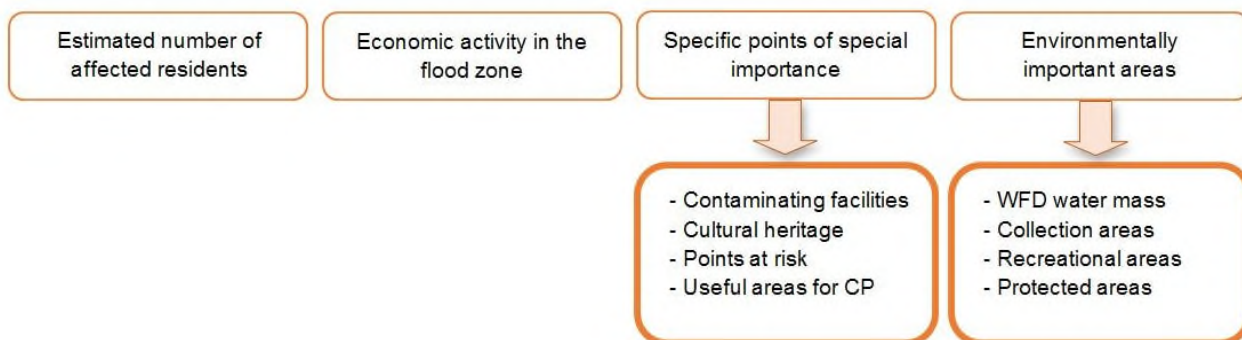 Estimated number of
affected residents
Economic activity in the
flood zone
Specific points of special
importance
Environmentally
important areas
- Contaminating facilities
- Cultural heritage
- Points at risk
- Useful areas for CP
- WFD water mass
- Collection areas
- Recreational areas
- Protected areas